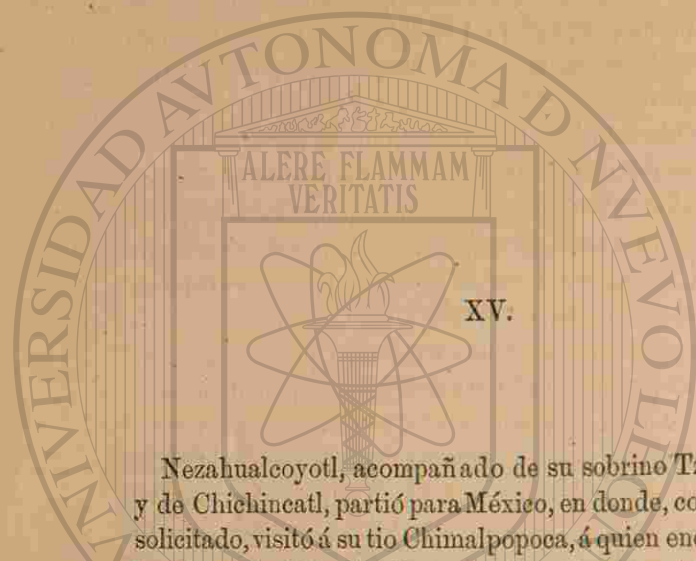 UNIVERSIDAD AUTONOMA D NUEVO LEÓ
ALERE FLAMMAM
VERITATIS
XV.
Nezahualcoyotl, acompañado de su sobrino
y de Chichincatl, partió para México, en donde,
solicitado, visitó á su tio Chimalpopoca, á quien